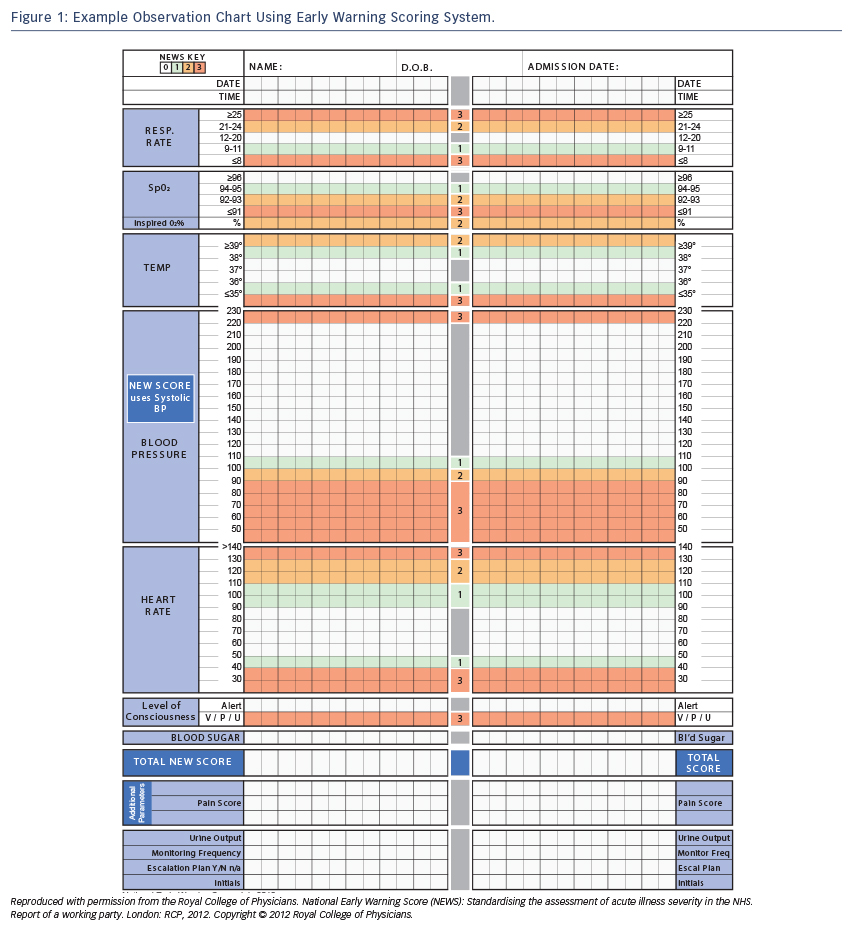 Figure 1: Example Observation Chart Using Early Warning Scoring System.
NEWS KEY
0 1 2 3
NAME: D.O.B. ADMISSION DATE:
DATE DATE
TIME TIME
RESP. RATE
≥25 3 ≥25
21-24 2 21-24
12-20 12-20
9-11 1 9-11
≤8 3 ≤8
SpO₂
≥96 ≥96
94-95 1 94-95
92-93 2 92-93
≤91 3 ≤91
Inspired 0₂% % 2 %
TEMP
2
≥39° 1 ≥39°
38° 38°
37° 37°
36° 1 36°
≤35° 3 ≤35°
NEW SCORE
uses Systolic
BP
BLOOD
PRESSURE
230 3 230
220 220
210 210
200 200
190 190
180 180
170 170
160 160
150 150
140 140
130 130
120 120
110 1 110
100 2 100
90 90
80 80
70 3 70
60 60
50 50
HEART
RATE
>140 3 140
130 130
120 2 120
110 110
100 1 100
90 90
80 80
70 70
60 60
50 1 50
40 40
30 3 30
Level of
Consciousness
Alert Alert
V / P / U 3 V / P / U
BLOOD SUGAR Bl'd Sugar
TOTAL NEW SCORE TOTAL
SCORE
Additional
Parameters
Pain Score Pain Score
Urine Output Urine Output
Monitoring Frequency Monitor Freq
Escalation Plan Y/N n/a Escal Plan
Initials Initials
Reproduced with permission from the Royal College of Physicians. National Early Warning Score (NEWS): Standardising the assessment of acute illness severity in the NHS.
Report of a working party. London: RCP, 2012. Copyright © 2012 Royal College of Physicians.